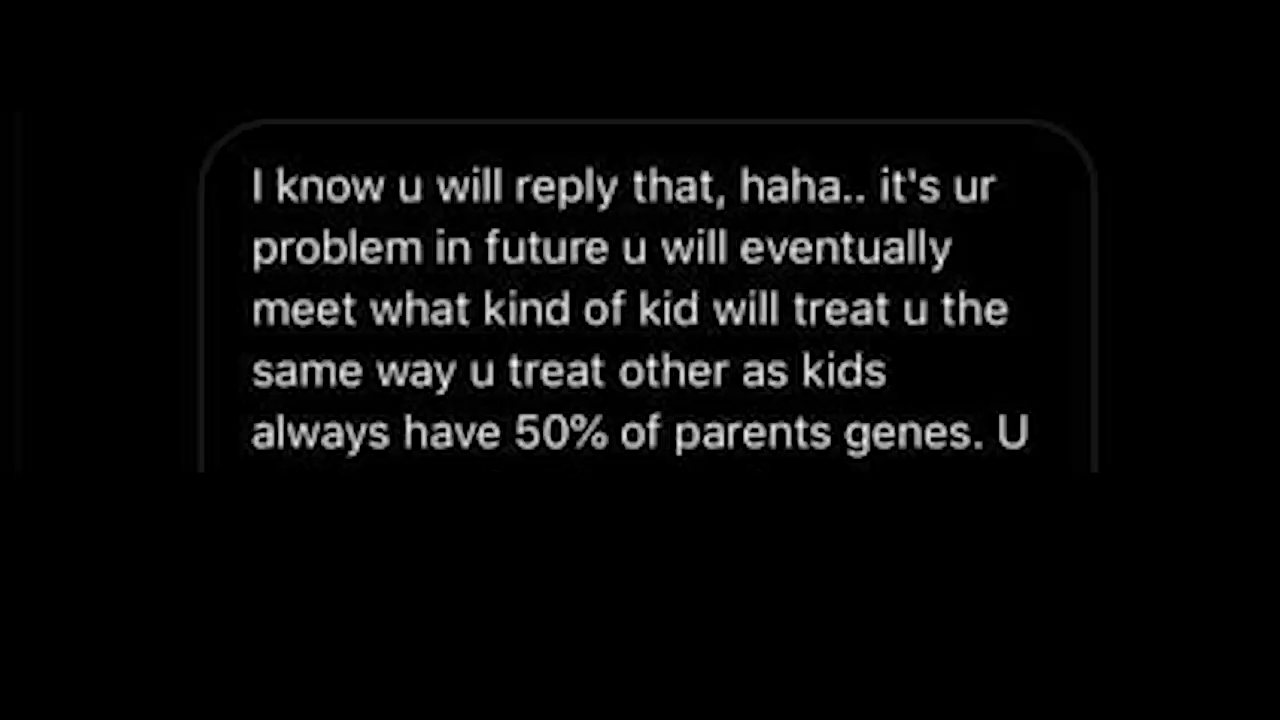 I know u will reply that, haha.. it's ur
problem in future u will eventually
meet what kind of kid will treat u the
same way u treat other as kids
always have 50% of parents genes. U